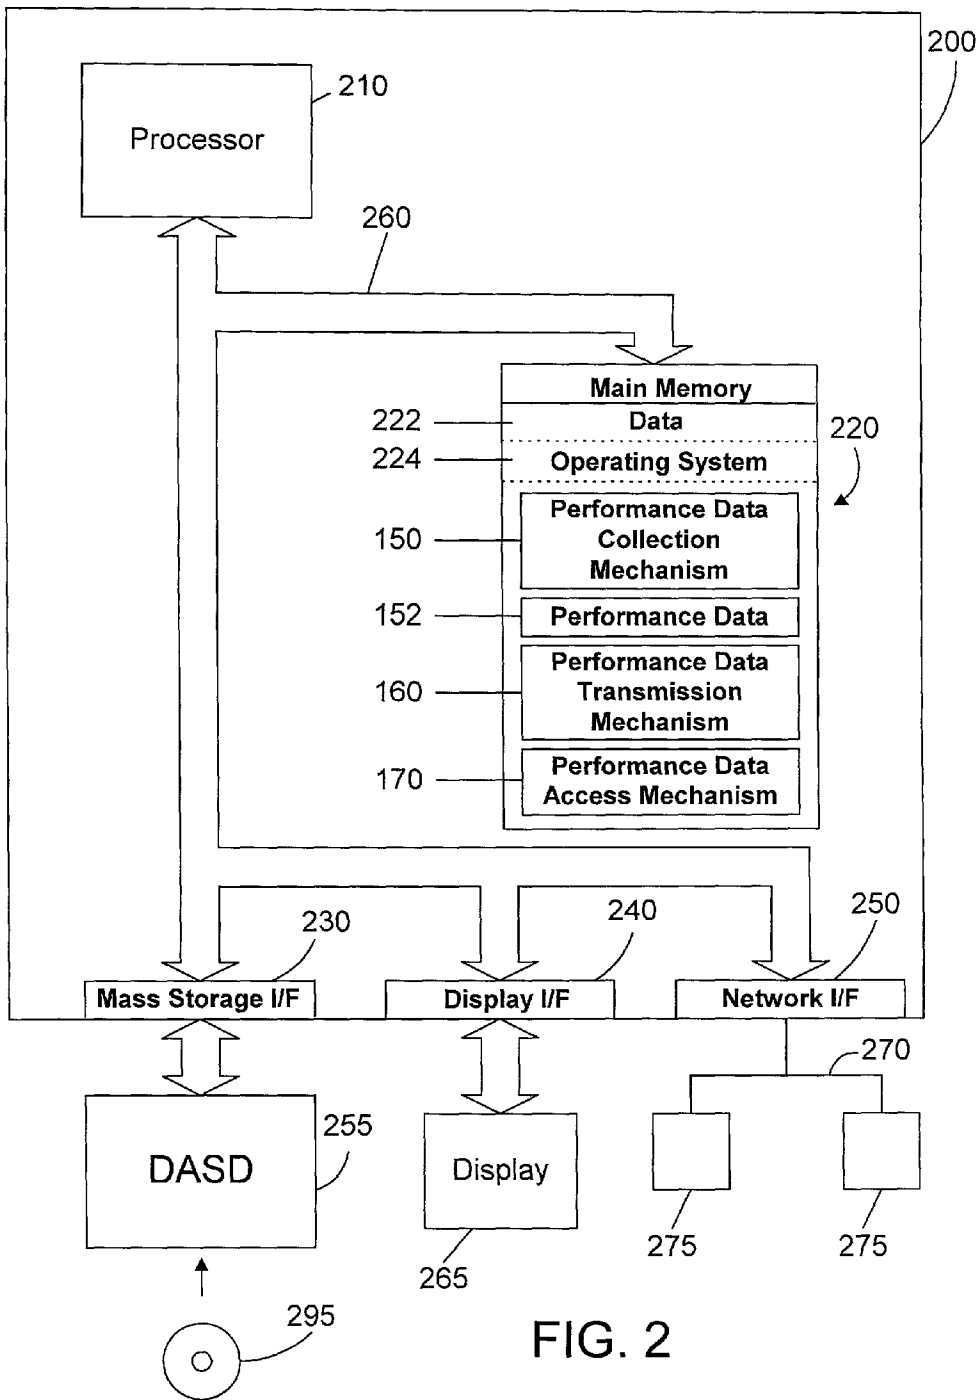 200
210
Processor
260
Main Memory
222
Data
220
224
Operating System
150
Performance Data
Collection
Mechanism
152
Performance Data
160
Performance Data
Transmission
Mechanism
170
Performance Data
Access Mechanism
230
240
250
Mass Storage I/F
Display I/F
Network I/F
270
255
DASD
Display
275
275
265
295
FIG. 2